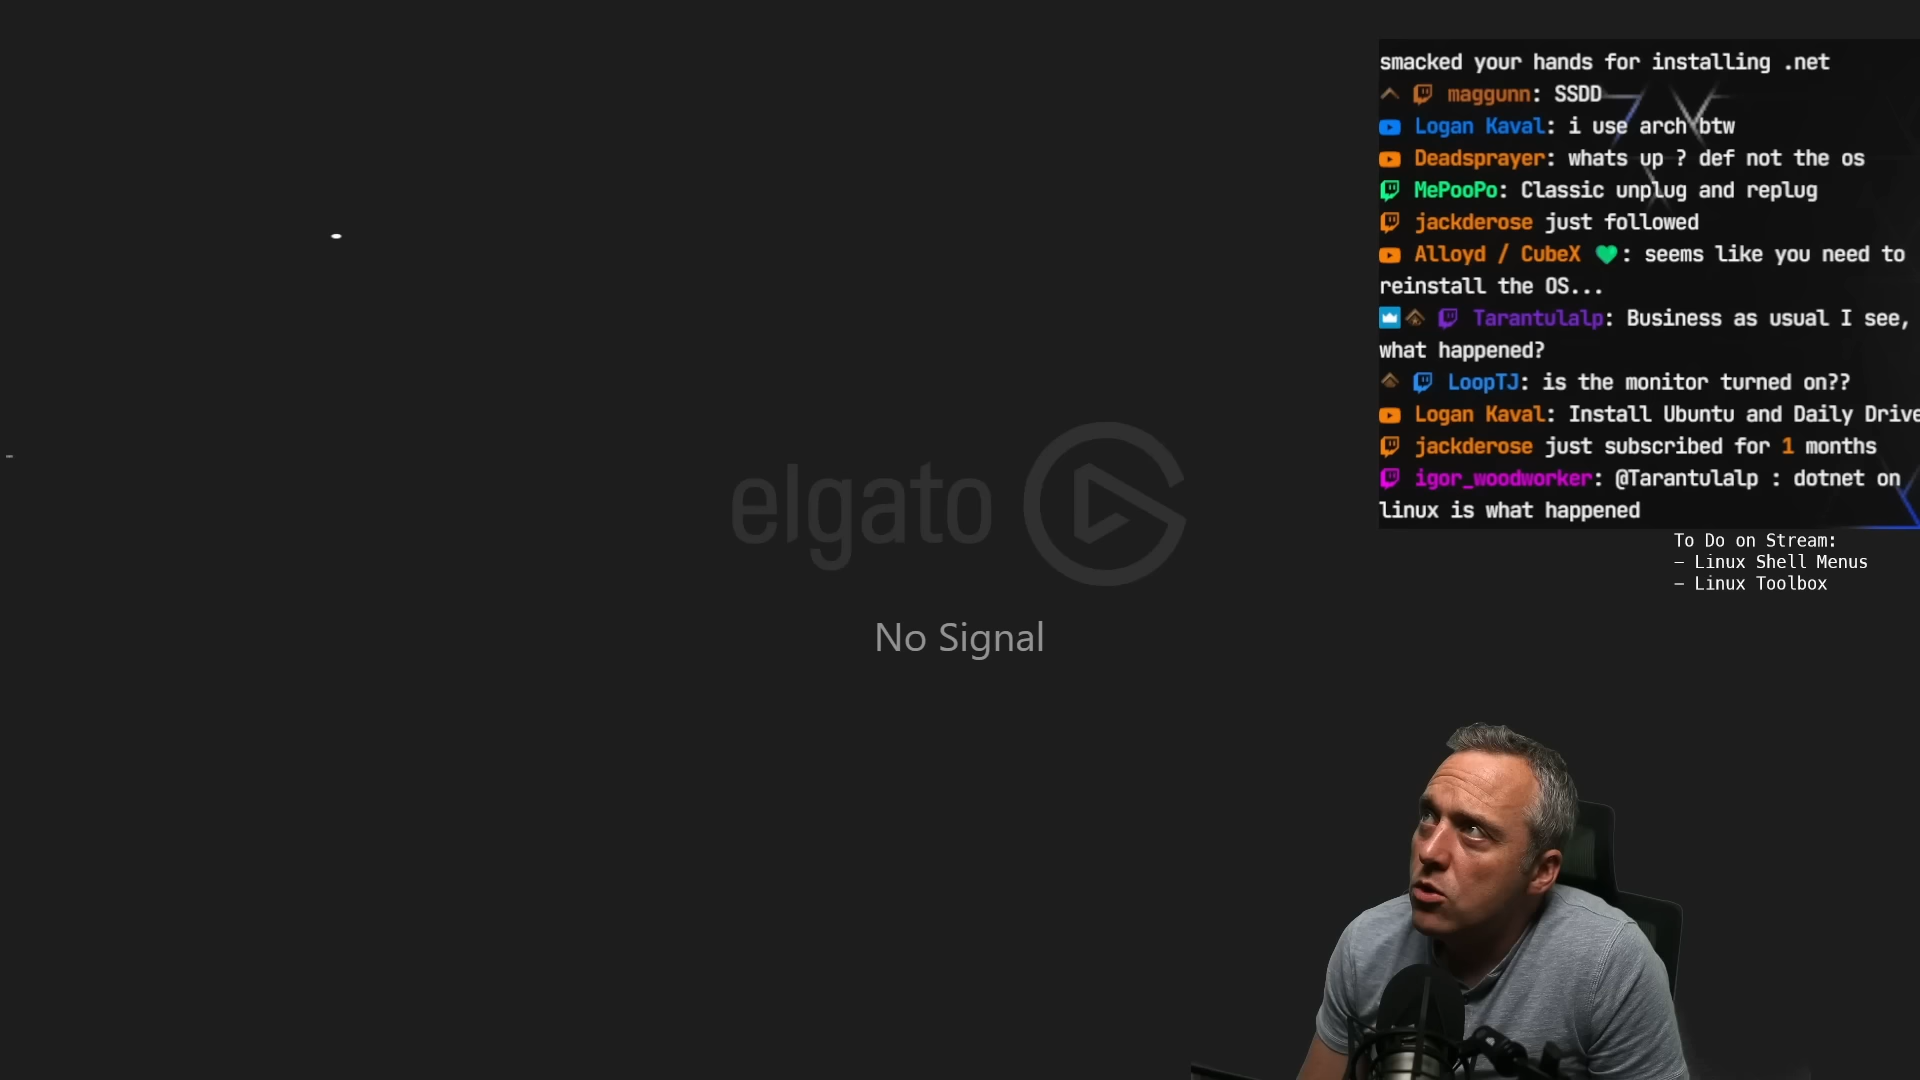 smacked your hands for installing .net
maggunn: SSDD
Logan Kaval: i use arch btw
Deadsprayer: whats up ? def not the os
MePooPo: Classic unplug and replug
jackderose just followed
Alloyd / CubeX 💚: seems like you need to
reinstall the OS...
Tarantulalp: Business as usual I see,
what happened?
LoopTJ: is the monitor turned on??
Logan Kaval: Install Ubuntu and Daily Drive
jackderose just subscribed for 1 months
igor_woodworker: @Tarantulalp : dotnet on
linux is what happened
To Do on Stream:
- Linux Shell Menus
- Linux Toolbox
elgato
No Signal